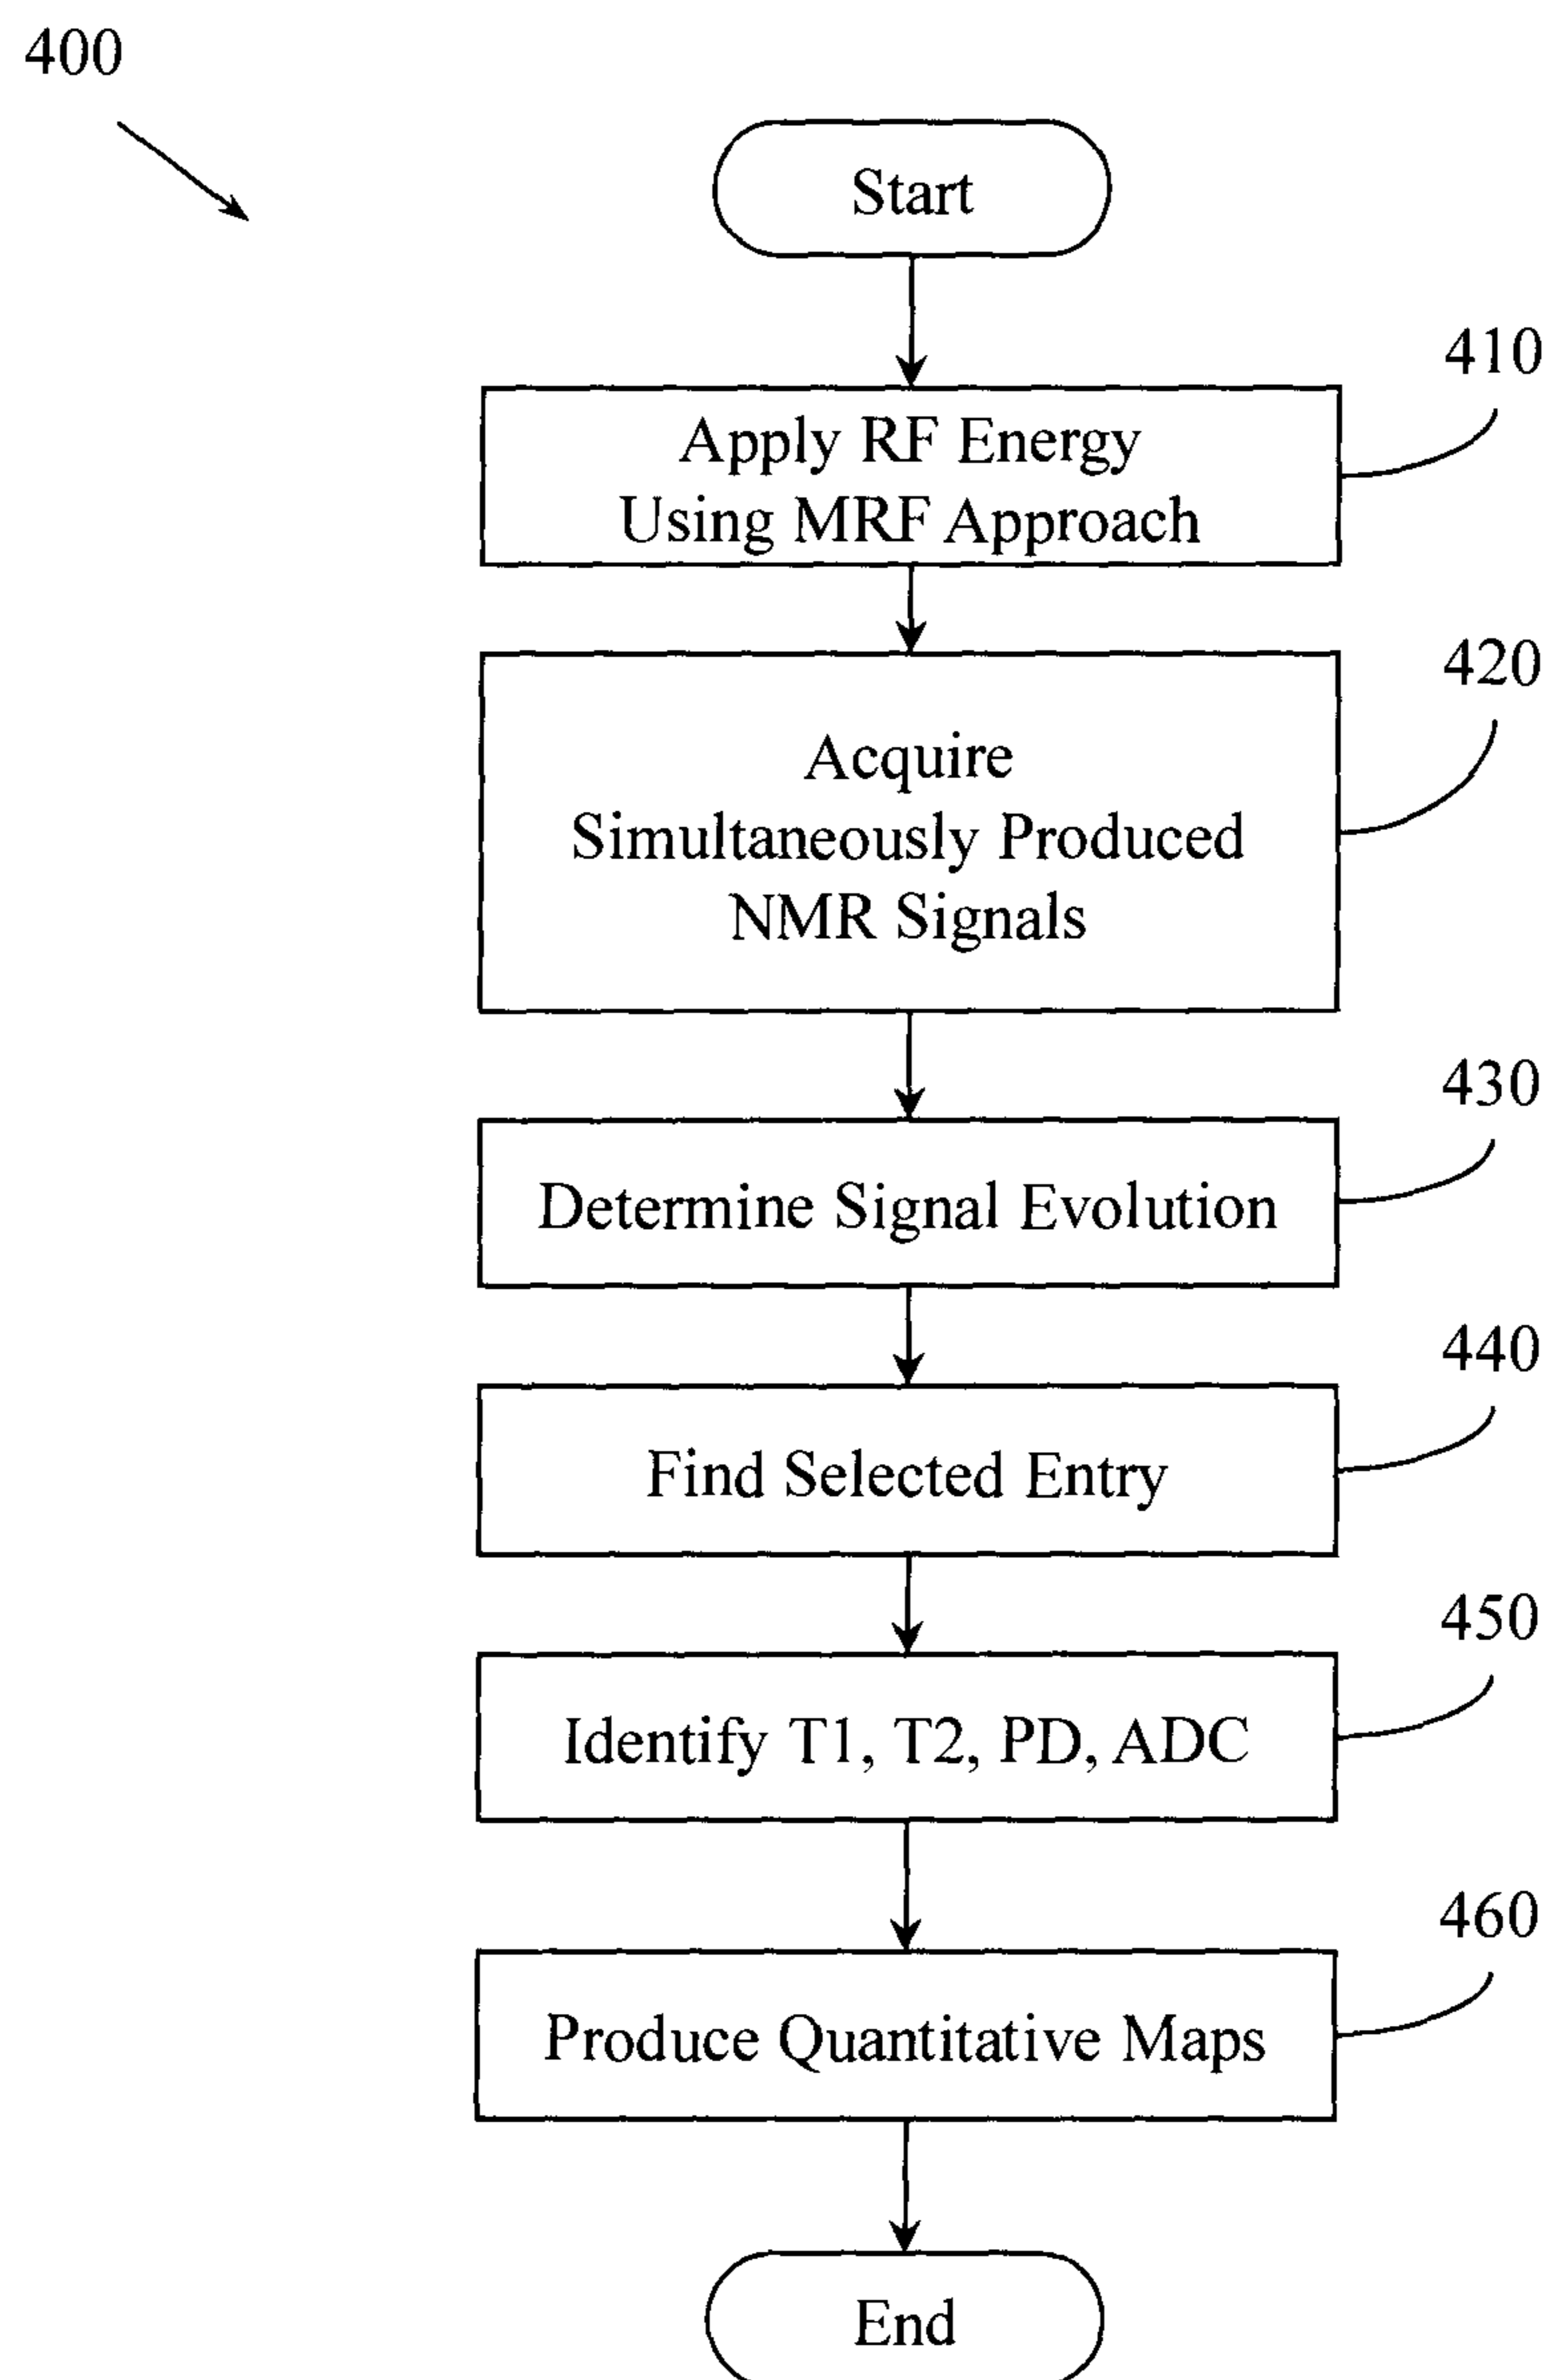 400
Start
410
Apply RF Energy
Using MRF Approach
420
Acquire
Simultaneously Produced
NMR Signals
430
Determine Signal Evolution
440
Find Selected Entry
450
Identify T1, T2, PD, ADC
460
Produce Quantitative Maps
End